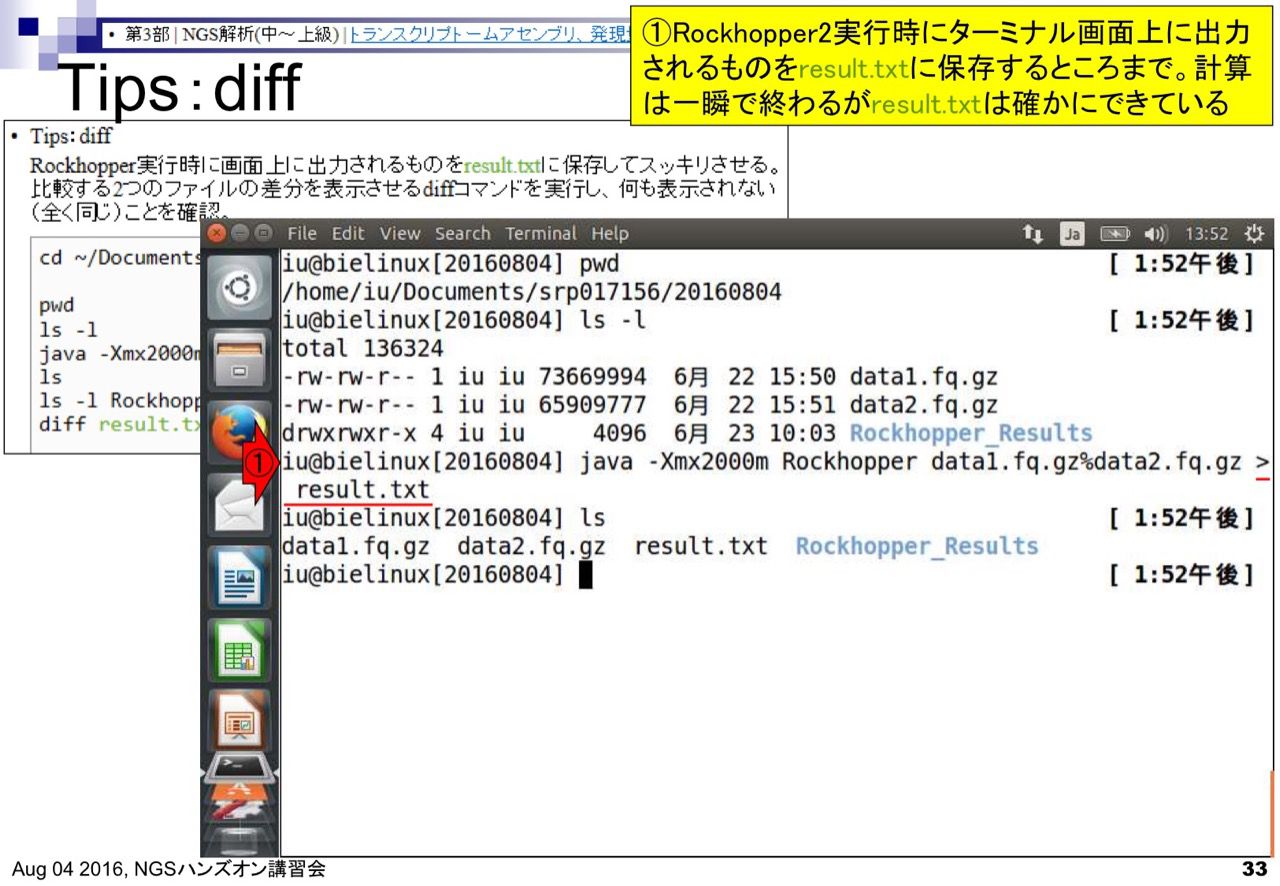 • 第3部 | NGS解析(中～上級) | トランスクリプトームアセンブリ、発現
Tips：diff
①Rockhopper2実行時にターミナル画面上に出力
されるものをresult.txtに保存するところまで。計算
は一瞬で終わるがresult.txtは確かにできている
• Tips：diff
Rockhopper実行時に画面上に出力されるものをresult.txtに保存してスッキリさせる。
比較する2つのファイルの差分を表示させるdiffコマンドを実行し、何も表示されない
（全く同じ）ことを確認。
cd ~/Documents
pwd
ls -l
java -Xmx2000m
ls
ls -l Rockhopp
diff result.tx
File Edit View Search Terminal Help
Ja 13:52
iu@bielinux[20160804] pwd [ 1:52午後]
/home/iu/Documents/srp017156/20160804
iu@bielinux[20160804] ls -l [ 1:52午後]
total 136324
-rw-rw-r-- 1 iu iu 73669994 6月 22 15:50 data1.fq.gz
-rw-rw-r-- 1 iu iu 65909777 6月 22 15:51 data2.fq.gz
drwxrwxr-x 4 iu iu 4096 6月 23 10:03 Rockhopper_Results
① iu@bielinux[20160804] java -Xmx2000m Rockhopper data1.fq.gz%data2.fq.gz >
result.txt
iu@bielinux[20160804] ls [ 1:52午後]
data1.fq.gz data2.fq.gz result.txt Rockhopper_Results
iu@bielinux[20160804] [ 1:52午後]
Aug 04 2016, NGSハンズオン講習会
33